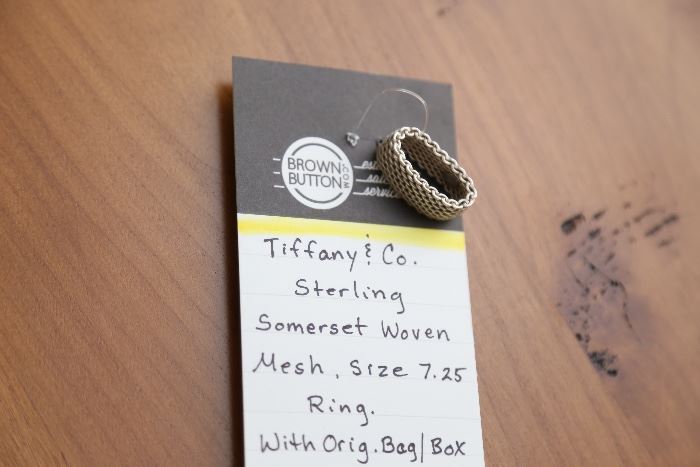 BROWN
BUTTON
.COM
Tiffany & Co.
Sterling
Somerset Woven
Mesh, Size 7.25
Ring.
With Orig. Bag/Box